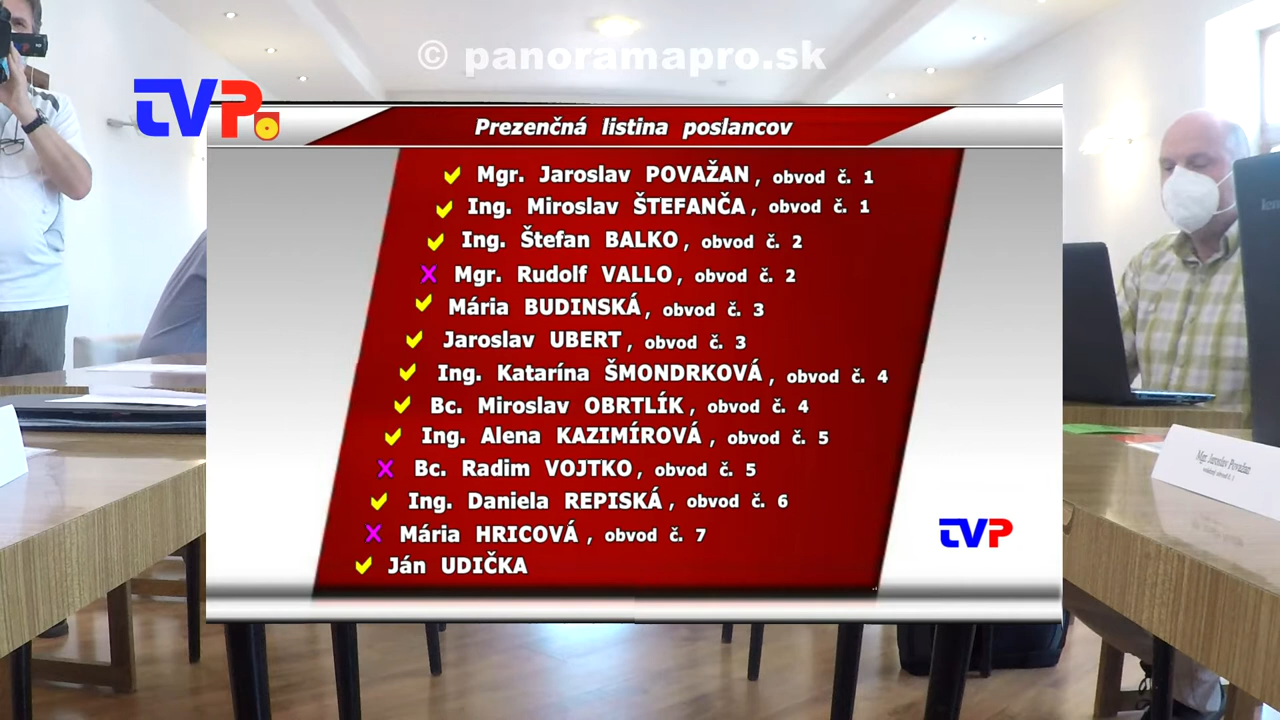 © panoramapro.sk
TVP
Prezenčná listina poslancov
Mgr. Jaroslav POVAŽAN, obvod č. 1
Ing. Miroslav ŠTEFANČA, obvod č. 1
Ing. Štefan BALKO, obvod č. 2
Mgr. Rudolf VALLO, obvod č. 2
Mária BUDINSKÁ, obvod č. 3
Jaroslav UBERT, obvod č. 3
Ing. Katarína ŠMONDRKOVÁ, obvod č. 4
Bc. Miroslav OBRTLÍK, obvod č. 4
Ing. Alena KAZIMÍROVÁ, obvod č. 5
Bc. Radim VOJTKO, obvod č. 5
Ing. Daniela REPISKÁ, obvod č. 6
Mária HRICOVÁ, obvod č. 7
Ján UDIČKA
TVP
Mgr. Jaroslav Považan